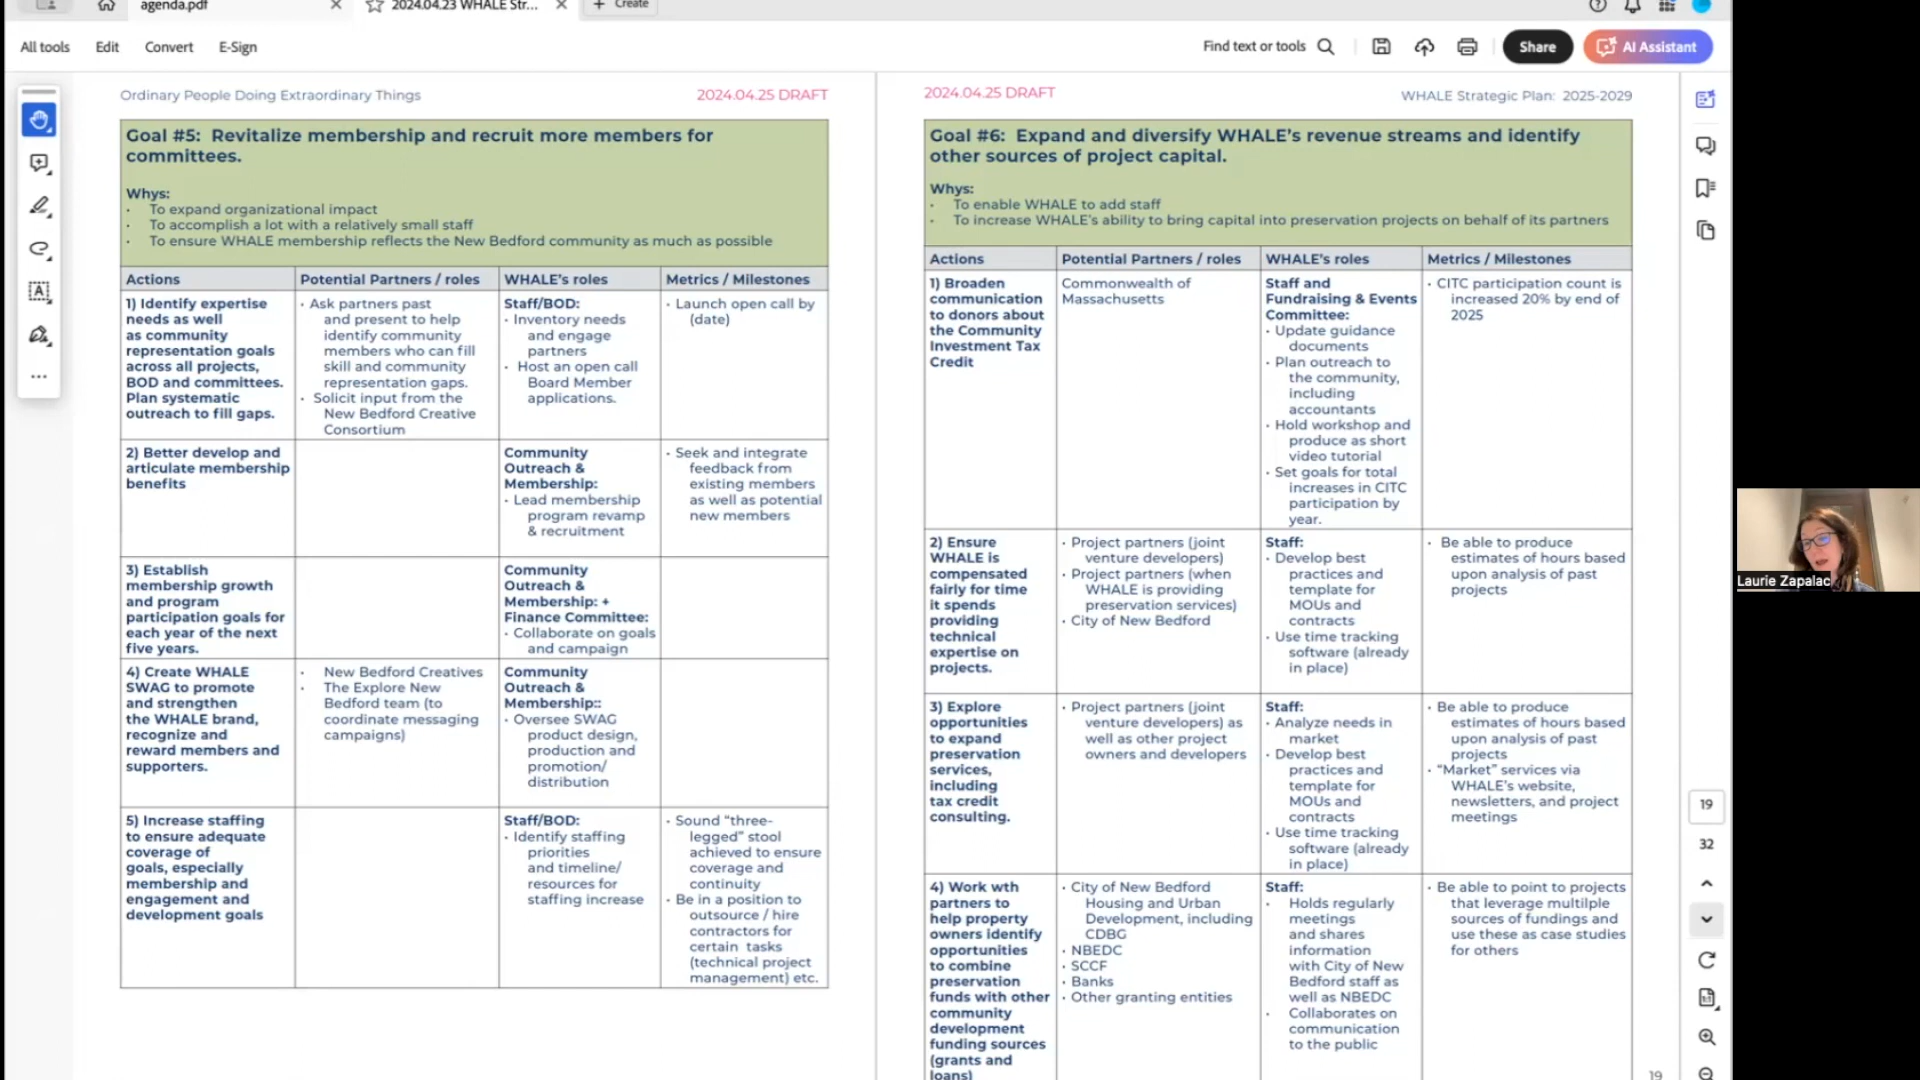 agenda.pdf
2024.04.23 WHALE Str...
+ Create
All tools
Edit
Convert
E-Sign
Find text or tools
Share
AI Assistant
Ordinary People Doing Extraordinary Things
2024.04.25 DRAFT
Goal #5: Revitalize membership and recruit more members for
committees.
Whys:
· To expand organizational impact
· To accomplish a lot with a relatively small staff
· To ensure WHALE membership reflects the New Bedford community as much as possible
Actions
Potential Partners / roles
WHALE's roles
Metrics / Milestones
1) Identify expertise
needs as well
as community
representation goals
across all projects,
BOD and committees.
Plan systematic
outreach to fill gaps.
· Ask partners past
and present to help
identify community
members who can fill
skill and community
representation gaps.
· Solicit input from the
New Bedford Creative
Consortium
Staff/BOD:
· Inventory needs
and engage
partners
· Host an open call
Board Member
applications.
· Launch open call by
(date)
2) Better develop and
articulate membership
benefits
Community
Outreach &
Membership:
· Lead membership
program revamp
& recruitment
· Seek and integrate
feedback from
existing members
as well as potential
new members
3) Establish
membership growth
and program
participation goals for
each year of the next
five years.
Community
Outreach &
Membership: +
Finance Committee:
· Collaborate on goals
and campaign
4) Create WHALE
SWAG to promote
and strengthen
the WHALE brand,
recognize and
reward members and
supporters.
· New Bedford Creatives
· The Explore New
Bedford team (to
coordinate messaging
campaigns)
Community
Outreach &
Membership::
· Oversee SWAG
product design,
production and
promotion/
distribution
5) Increase staffing
to ensure adequate
coverage of
goals, especially
membership and
engagement and
development goals
Staff/BOD:
· Identify staffing
priorities
and timeline/
resources for
staffing increase
· Sound "three-
legged" stool
achieved to ensure
coverage and
continuity
· Be in a position to
outsource / hire
contractors for
certain tasks
(technical project
management) etc.
2024.04.25 DRAFT
WHALE Strategic Plan: 2025-2029
Goal #6: Expand and diversify WHALE's revenue streams and identify
other sources of project capital.
Whys:
· To enable WHALE to add staff
· To increase WHALE's ability to bring capital into preservation projects on behalf of its partners
Actions
Potential Partners / roles
WHALE's roles
Metrics / Milestones
1) Broaden
communication
to donors about
the Community
Investment Tax
Credit
Commonwealth of
Massachusetts
Staff and
Fundraising & Events
Committee:
· Update guidance
documents
· Plan outreach to
the community,
including
accountants
· Hold workshop and
produce as short
video tutorial
· Set goals for total
increases in CITC
participation by
year.
· CITC participation count is
increased 20% by end of
2025
2) Ensure
WHALE is
compensated
fairly for time
it spends
providing
technical
expertise on
projects.
· Project partners (joint
venture developers)
· Project partners (when
WHALE is providing
preservation services)
· City of New Bedford
Staff:
· Develop best
practices and
template for
MOUs and
contracts
· Use time tracking
software (already
in place)
· Be able to produce
estimates of hours based
upon analysis of past
projects
3) Explore
opportunities
to expand
preservation
services,
including
tax credit
consulting.
· Project partners (joint
venture developers) as
well as other project
owners and developers
Staff:
· Analyze needs in
market
· Develop best
practices and
template for
MOUs and
contracts
· Use time tracking
software (already
in place)
· Be able to produce
estimates of hours based
upon analysis of past
projects
· "Market" services via
WHALE's website,
newsletters, and project
meetings
4) Work wth
partners to
help property
owners identify
opportunities
to combine
preservation
funds with other
community
development
funding sources
(grants and
loans)
· City of New Bedford
Housing and Urban
Development, including
CDBG
· NBEDC
· SCCF
· Banks
· Other granting entities
Staff:
· Holds regularly
meetings
and shares
information
with City of New
Bedford staff as
well as NBEDC
· Collaborates on
communication
to the public
· Be able to point to projects
that leverage multilple
sources of fundings and
use these as case studies
for others
19
19
32
Laurie Zapalac